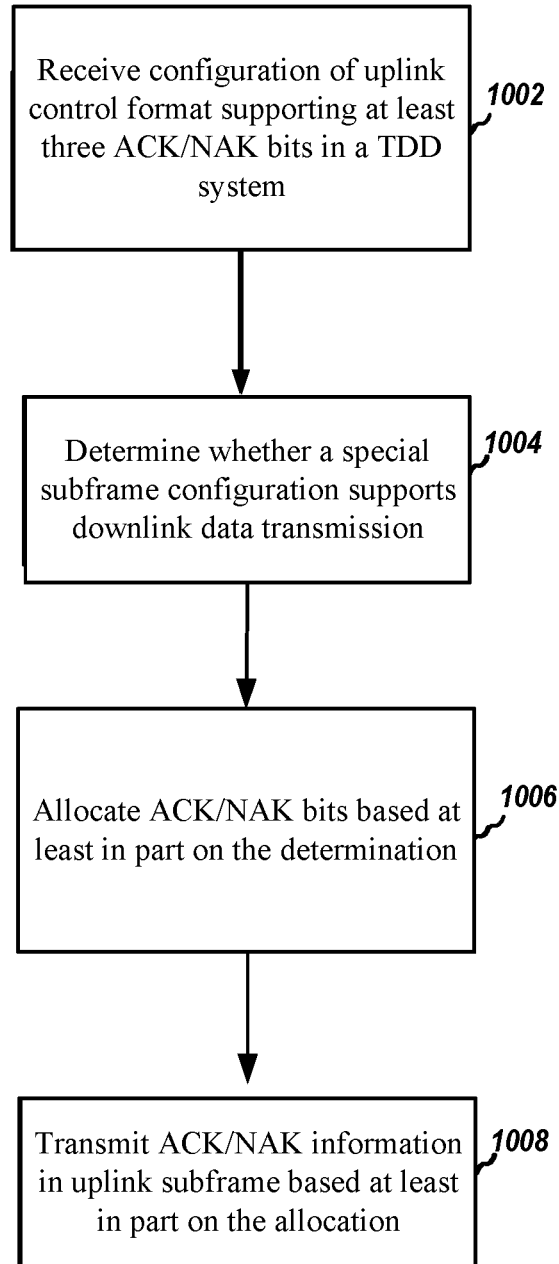 Receive configuration of uplink
control format supporting at least
three ACK/NAK bits in a TDD
system
1002
Determine whether a special
subframe configuration supports
downlink data transmission
1004
Allocate ACK/NAK bits based at
least in part on the determination
1006
Transmit ACK/NAK information
in uplink subframe based at least
in part on the allocation
1008